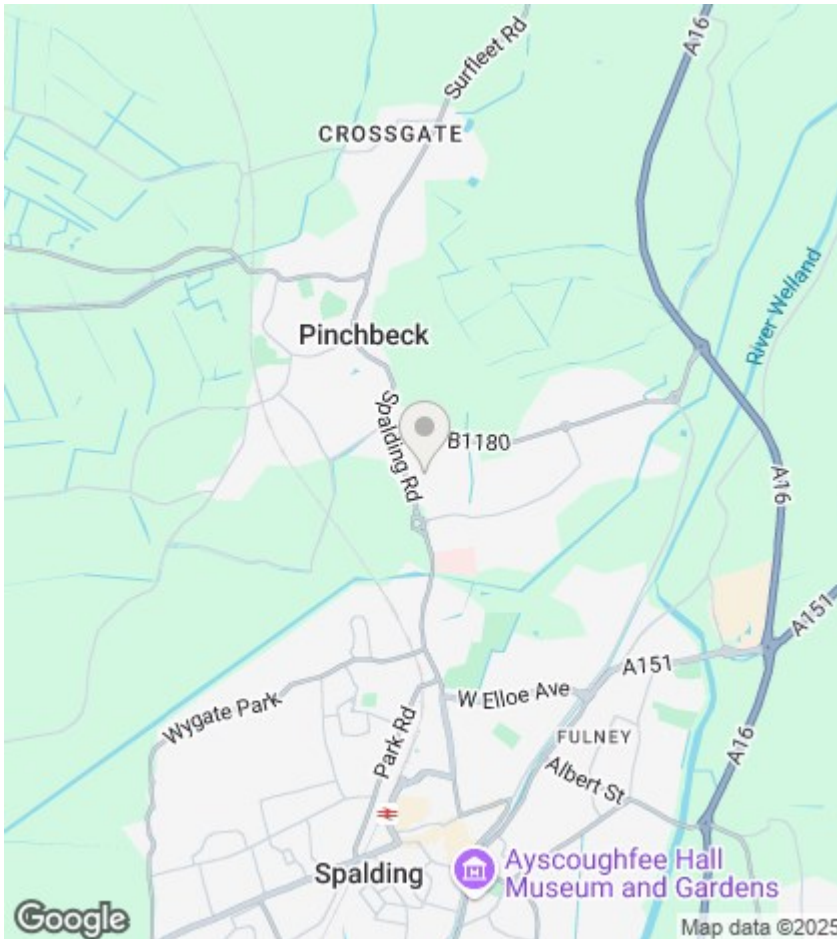 A16
Surfleet Rd
CROSSGATE
River Welland
Pinchbeck
Spalding Rd
B1180
A16
A151
A151
W Elloe Ave
Wygate Park
Park Rd
FULNEY
A16
Albert St
Spalding
Ayscoughfee Hall
Museum and Gardens
Google
Map data ©2025